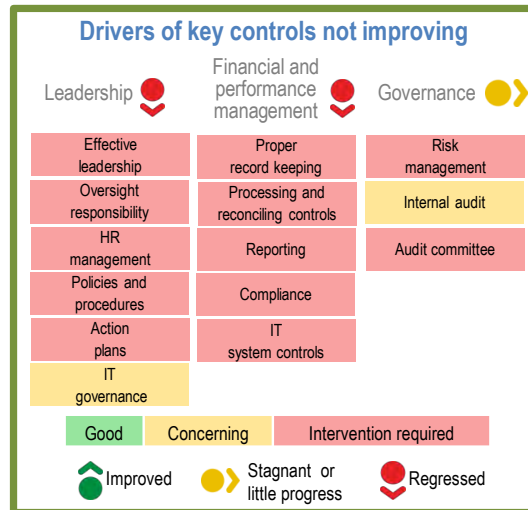 Drivers of key controls not improving
Leadership
Financial and
performance
management
Governance
Effective
leadership
Oversight
responsibility
HR
management
Policies and
procedures
Action
plans
IT
governance
Proper
record keeping
Processing and
reconciling controls
Reporting
Compliance
IT
system controls
Risk
management
Internal audit
Audit committee
Good
Concerning
Intervention required
Improved
Stagnant or
little progress
Regressed